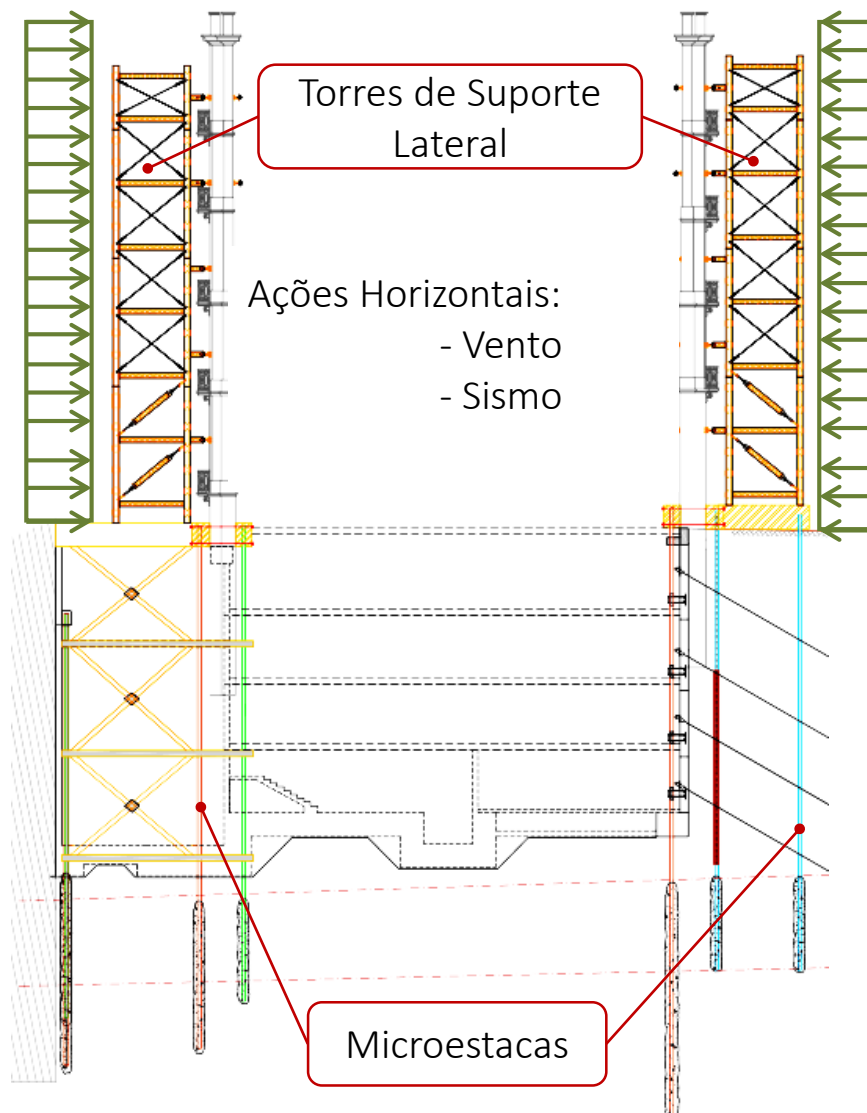 Torres de Suporte
Lateral
Ações Horizontais:
- Vento
- Sismo
Microestacas